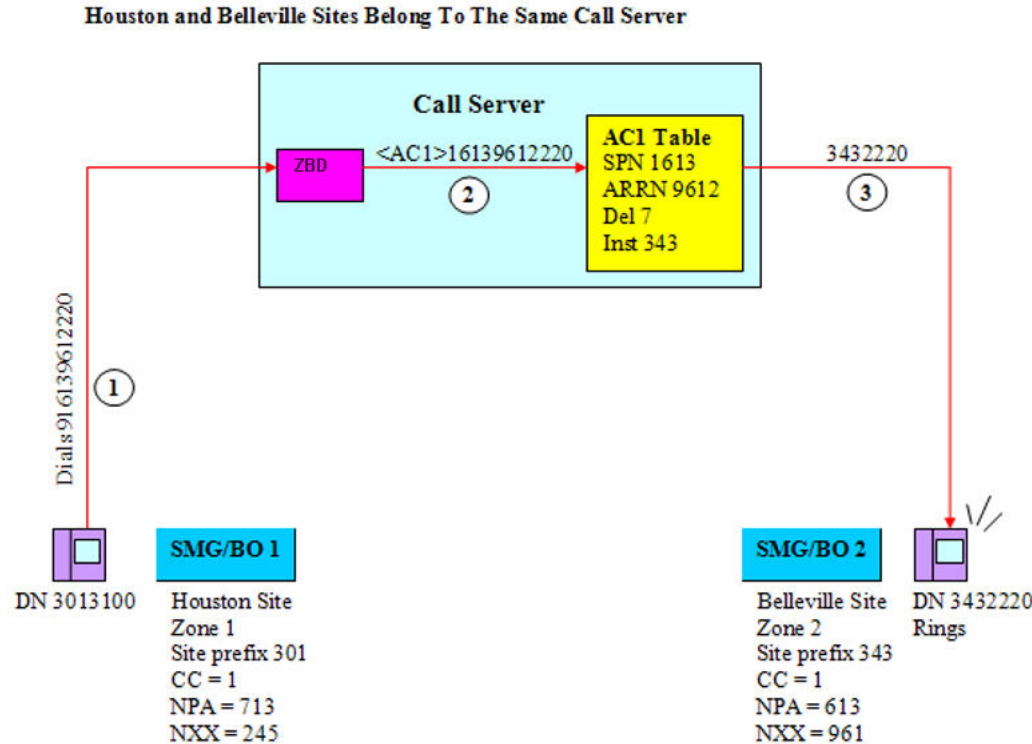 Houston and Belleville Sites Belong To The Same Call Server
Call Server
ZBD
<AC1>16139612220
2
AC1 Table
SPN 1613
ARRN 9612
Del 7
Inst 343
3432220
3
Dials 916139612220
1
DN 3013100
SMG/BO 1
Houston Site
Zone 1
Site prefix 301
CC = 1
NPA = 713
NXX = 245
SMG/BO 2
Belleville Site
Zone 2
Site prefix 343
CC = 1
NPA = 613
NXX = 961
DN 3432220
Rings